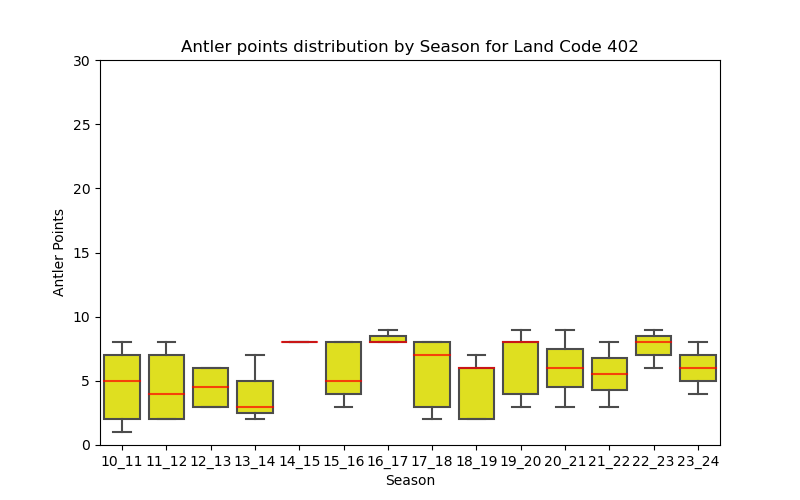 Antler points distribution by Season for Land Code 402
30
25
20
15
10
5
0
Antler Points
10_11 11_12 12_13 13_14 14_15 15_16 16_17 17_18 18_19 19_20 20_21 21_22 22_23 23_24
Season